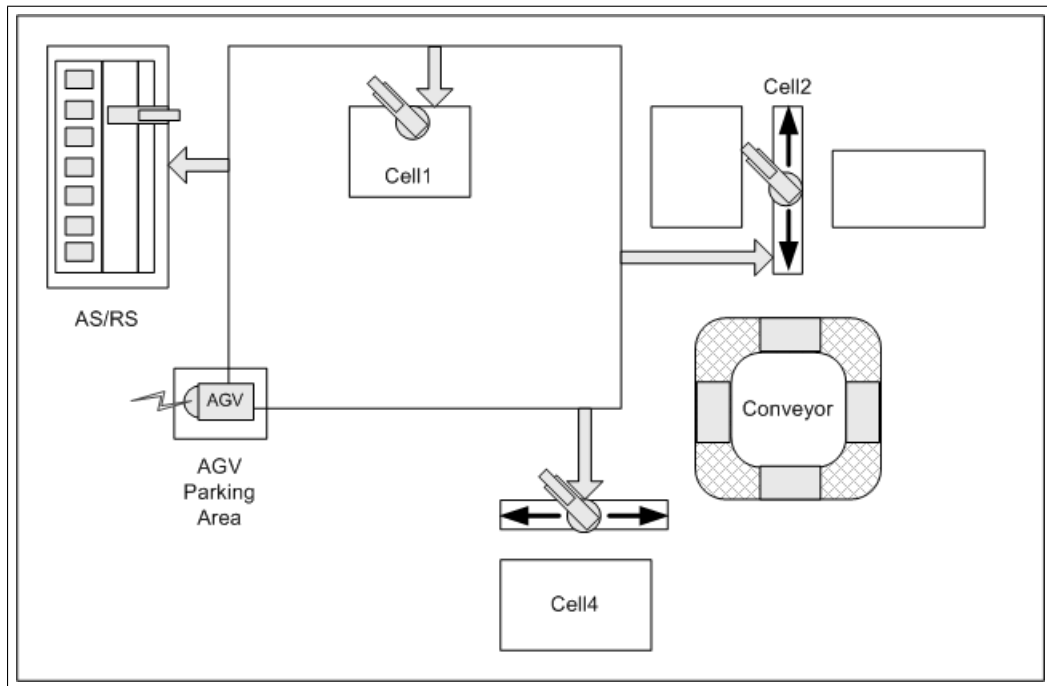 Cell2
Cell1
AS/RS
AGV
Conveyor
AGV
Parking
Area
Cell4